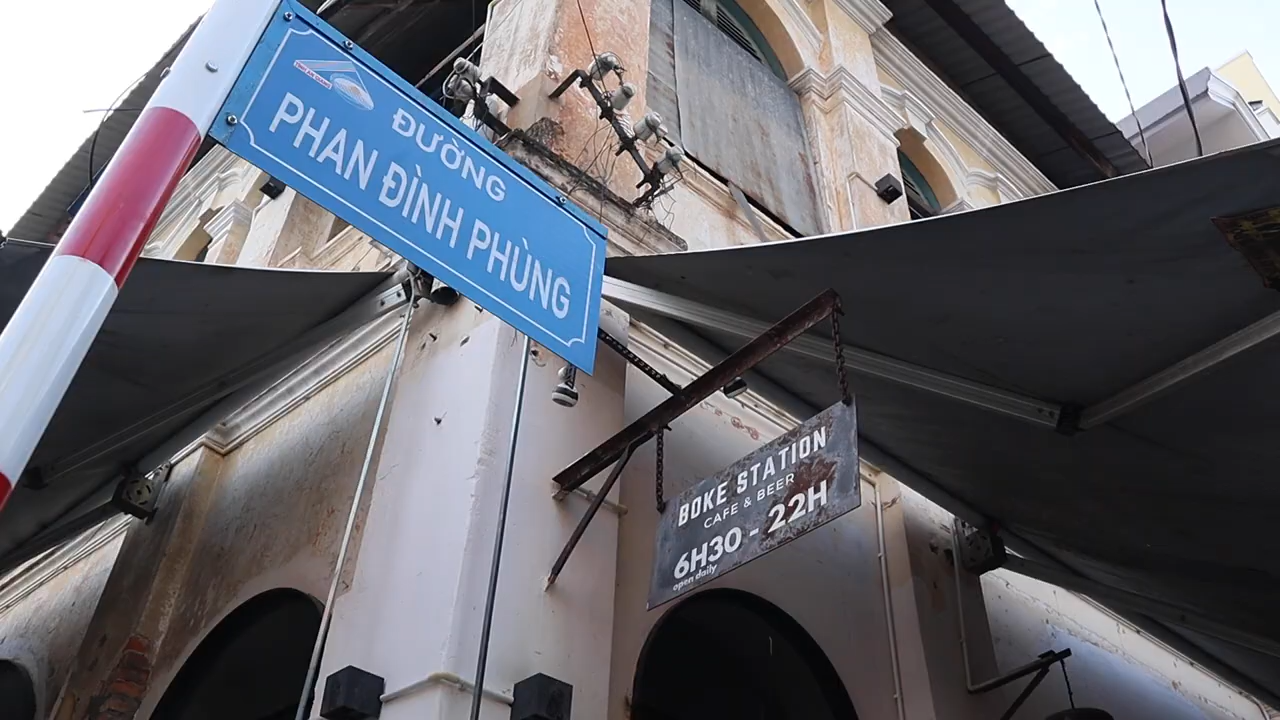 ĐƯỜNG
PHAN ĐÌNH PHÙNG
BOKE STATION
CAFE & BEER
6H30 - 22H
open daily